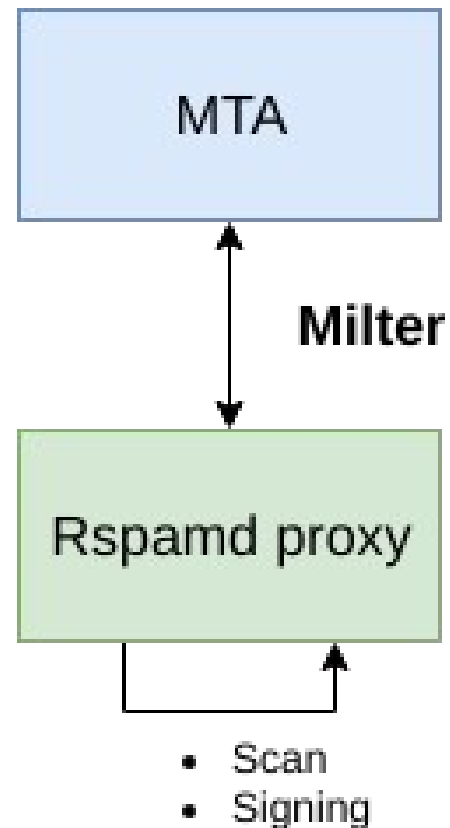 MTA
Milter
Rspamd proxy
• Scan
• Signing